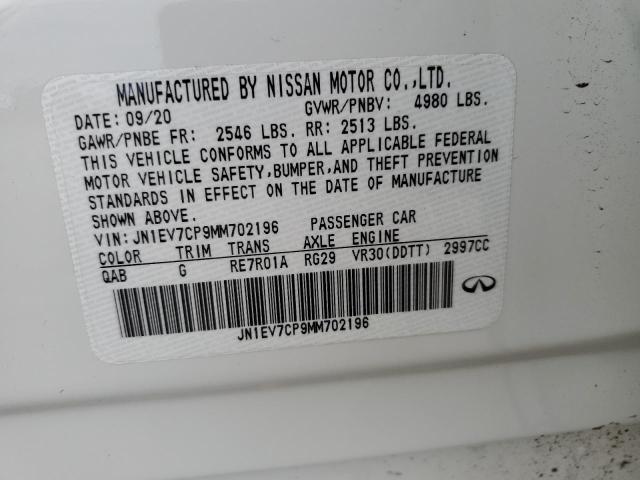 MANUFACTURED BY NISSAN MOTOR CO.,LTD.
DATE: 09/20 GVWR/PNBV: 4980 LBS.
GAWR/PNBE FR: 2546 LBS. RR: 2513 LBS.
THIS VEHICLE CONFORMS TO ALL APPLICABLE FEDERAL
MOTOR VEHICLE SAFETY,BUMPER,AND THEFT PREVENTION
STANDARDS IN EFFECT ON THE DATE OF MANUFACTURE
SHOWN ABOVE.
VIN:JN1EV7CP9MM702196 PASSENGER CAR
COLOR TRIM TRANS AXLE ENGINE
QAB G RE7R01A RG29 VR30(DDTT) 2997CC
JN1EV7CP9MM702196